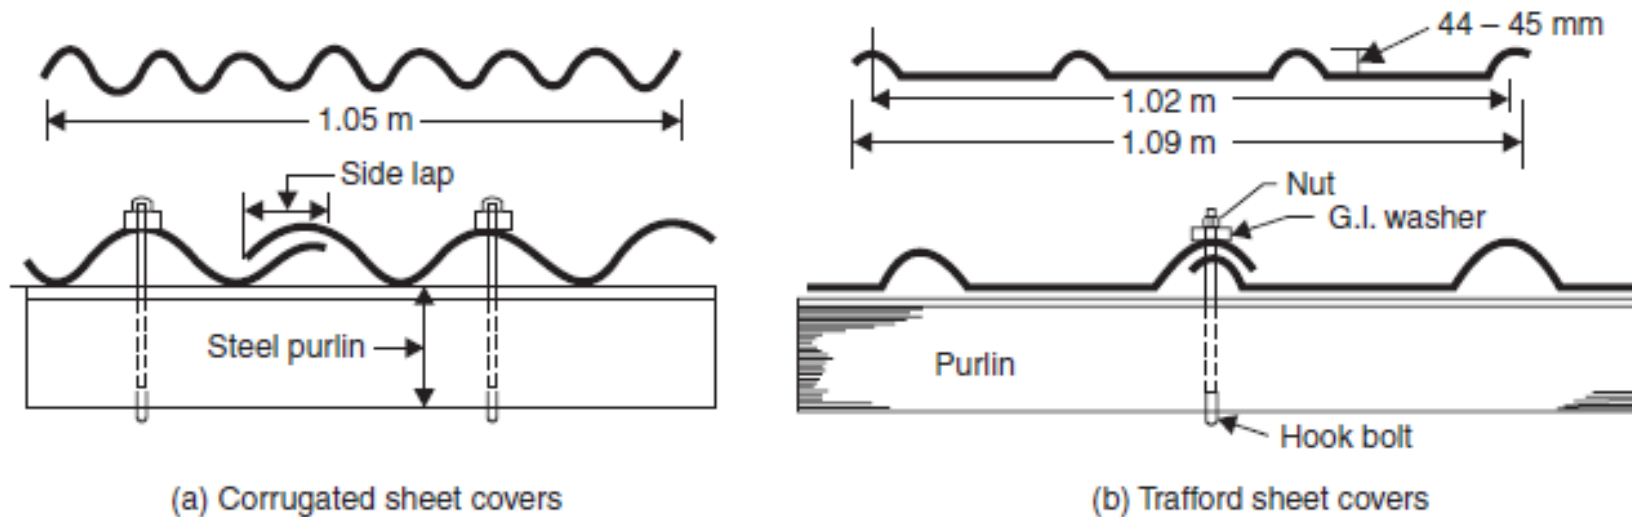 44 – 45 mm
1.05 m
1.02 m
1.09 m
Side lap
Nut
G.I. washer
Steel purlin
Purlin
Hook bolt
(a) Corrugated sheet covers
(b) Trafford sheet covers